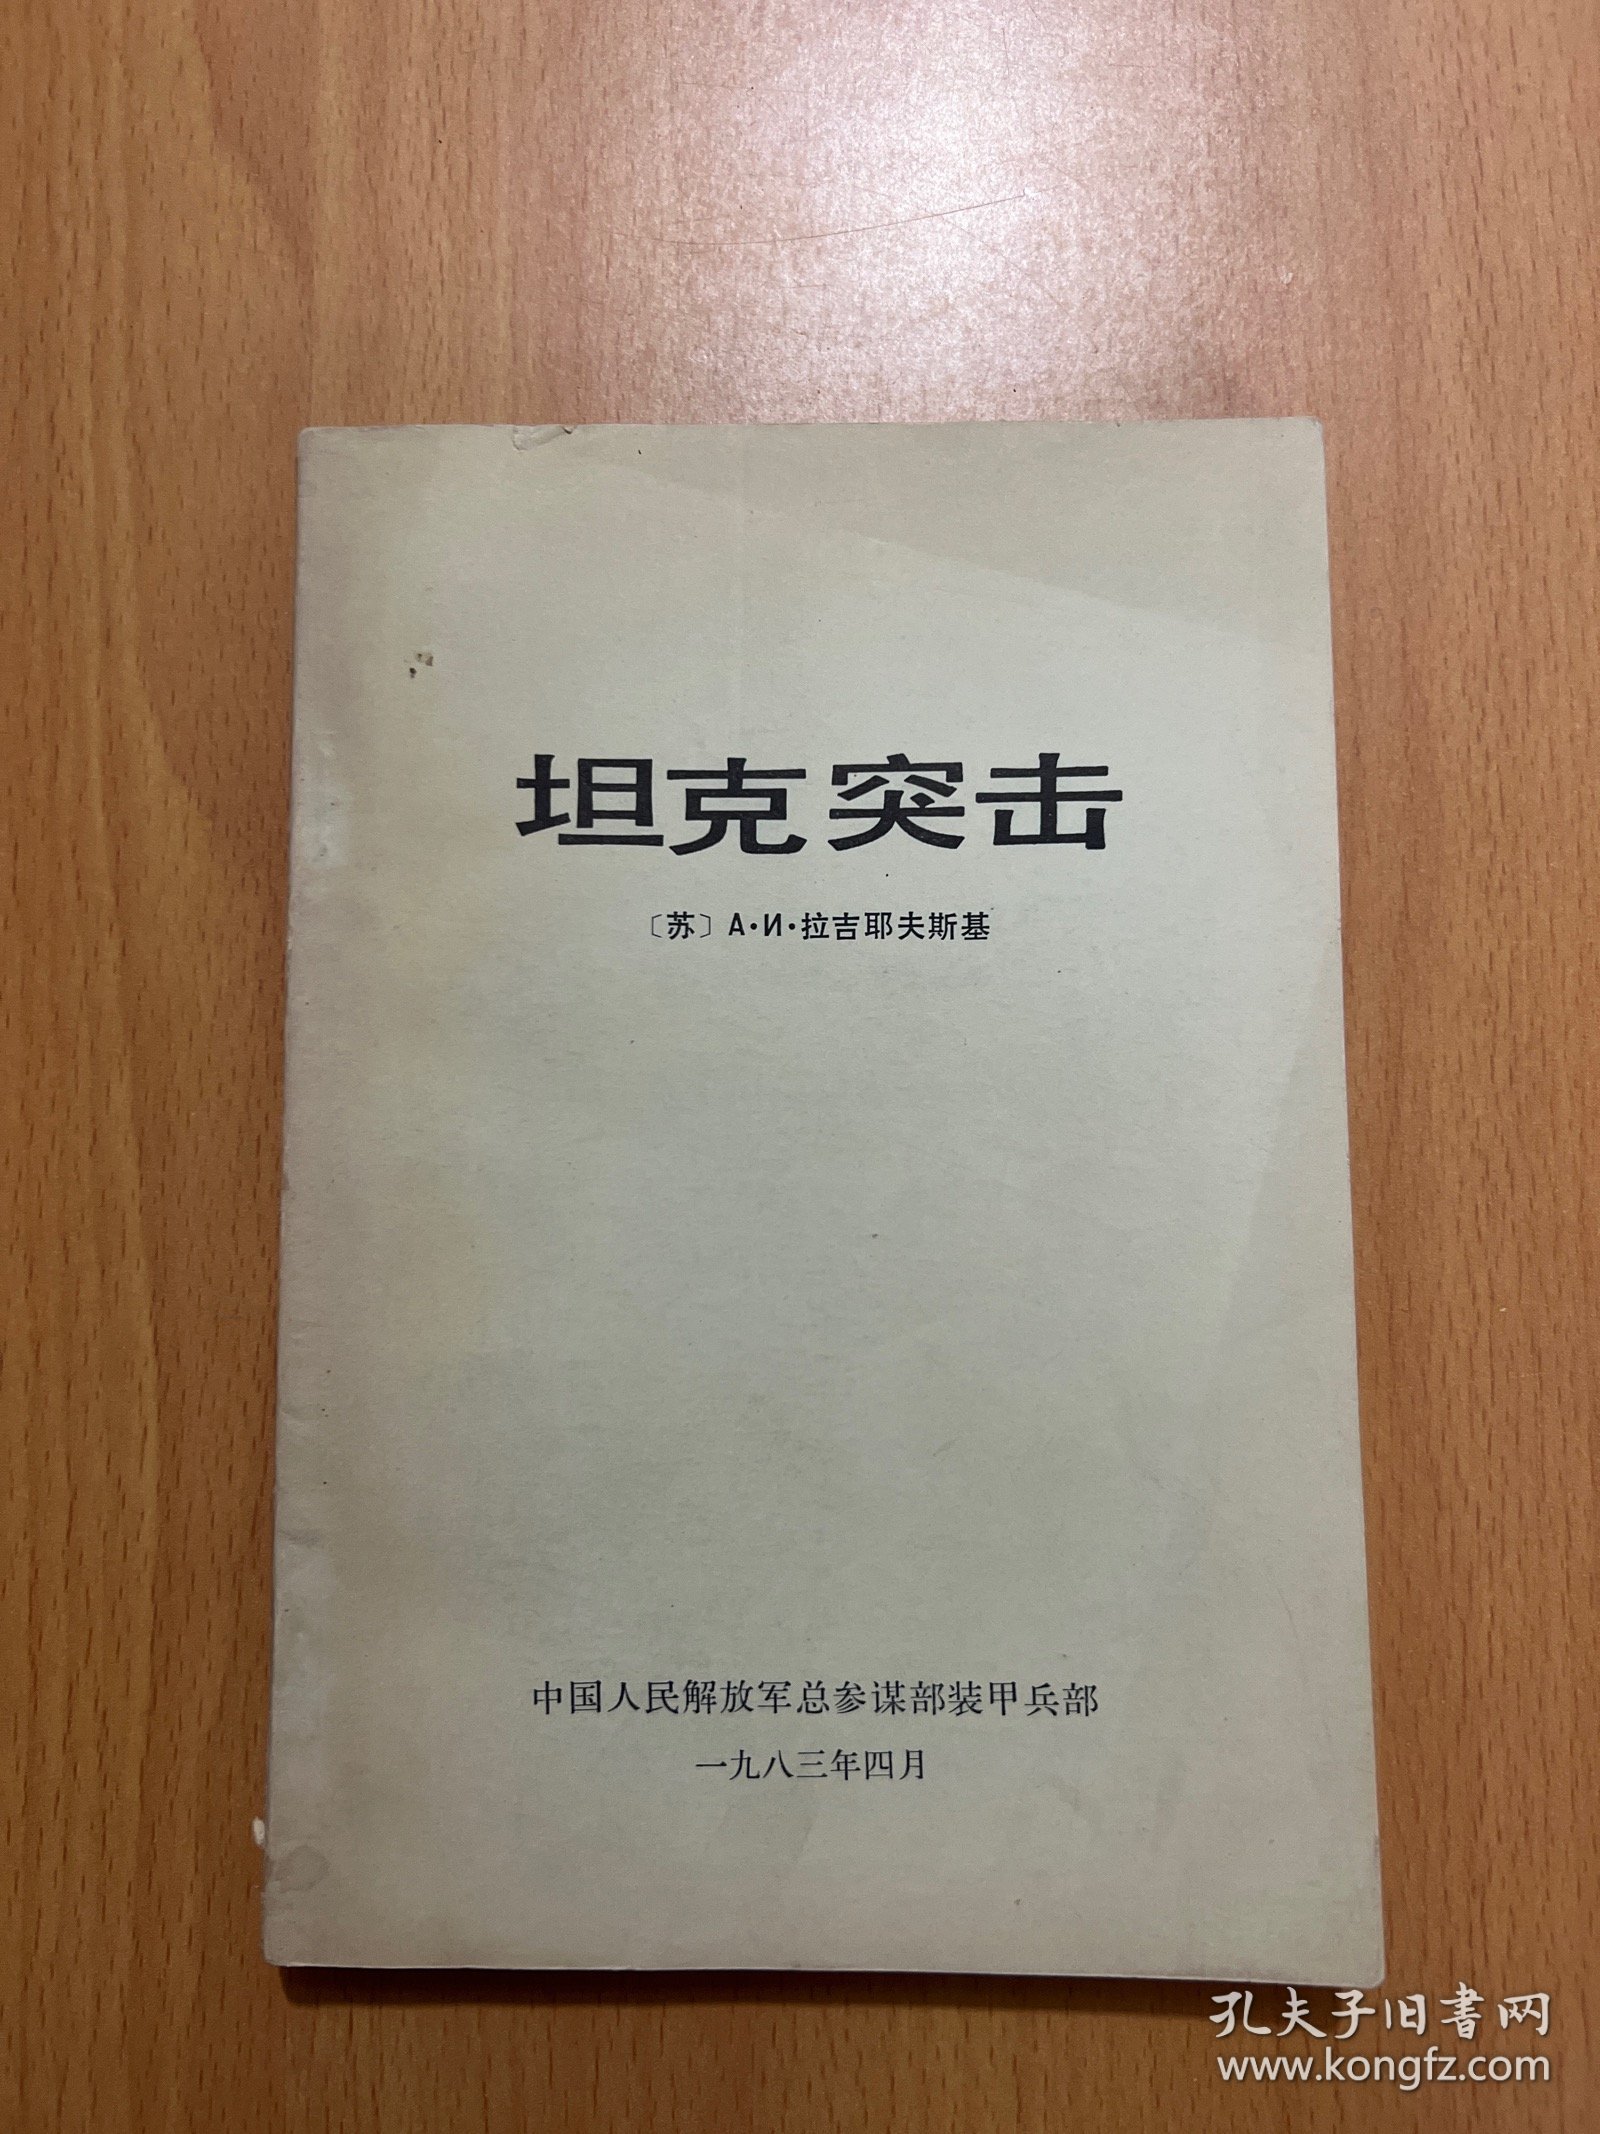 坦克突击
〔苏〕А·И·拉吉耶夫斯基
中国人民解放军总参谋部装甲兵部
一九八三年四月
孔夫子旧书网
www.kongfz.com